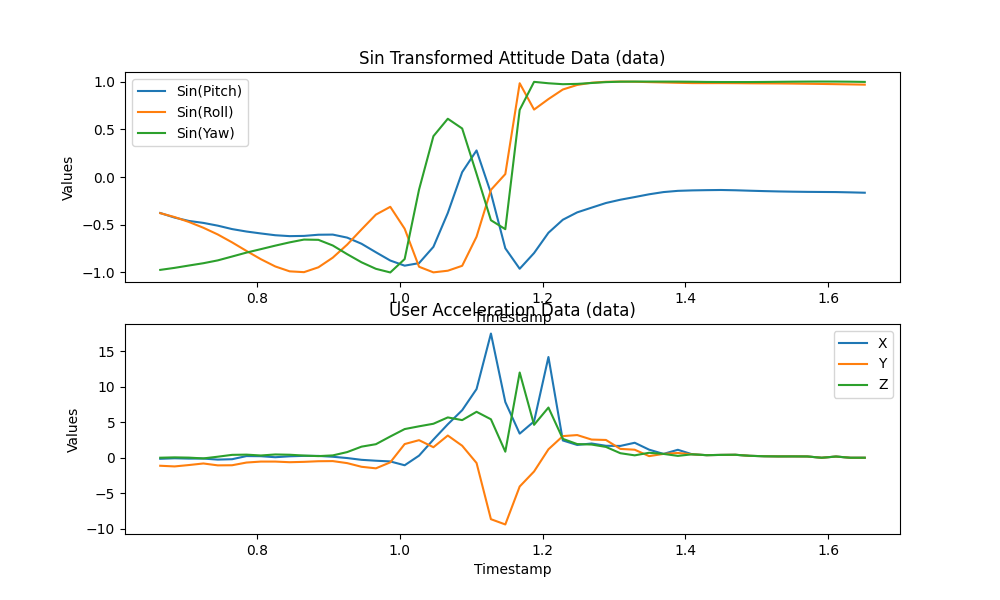 Sin Transformed Attitude Data (data)
1.0
0.5
0.0
−0.5
−1.0
Values
Sin(Pitch)
Sin(Roll)
Sin(Yaw)
0.8 1.0 1.2 1.4 1.6
Timestamp
User Acceleration Data (data)
15
10
5
0
−5
−10
Values
X
Y
Z
0.8 1.0 1.2 1.4 1.6
Timestamp